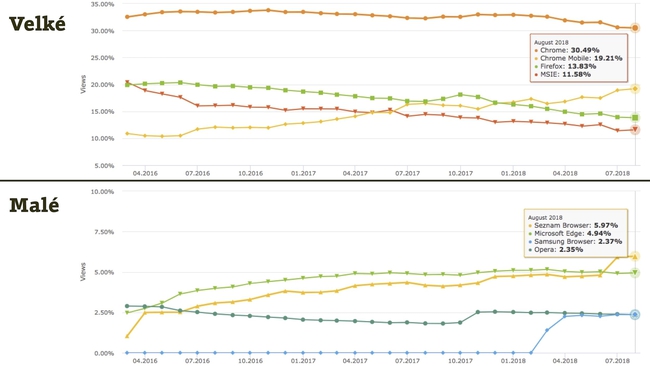 Velké
35.00%
30.00%
25.00%
20.00%
15.00%
10.00%
5.00%
Views
August 2018
Chrome: 30.49%
Chrome Mobile: 19.21%
Firefox: 13.83%
MSIE: 11.58%
04.2016 07.2016 10.2016 01.2017 04.2017 07.2017 10.2017 01.2018 04.2018 07.2018
Malé
10.00%
7.50%
5.00%
2.50%
0.00%
Views
August 2018
Seznam Browser: 5.97%
Microsoft Edge: 4.94%
Samsung Browser: 2.37%
Opera: 2.35%
04.2016 07.2016 10.2016 01.2017 04.2017 07.2017 10.2017 01.2018 04.2018 07.2018